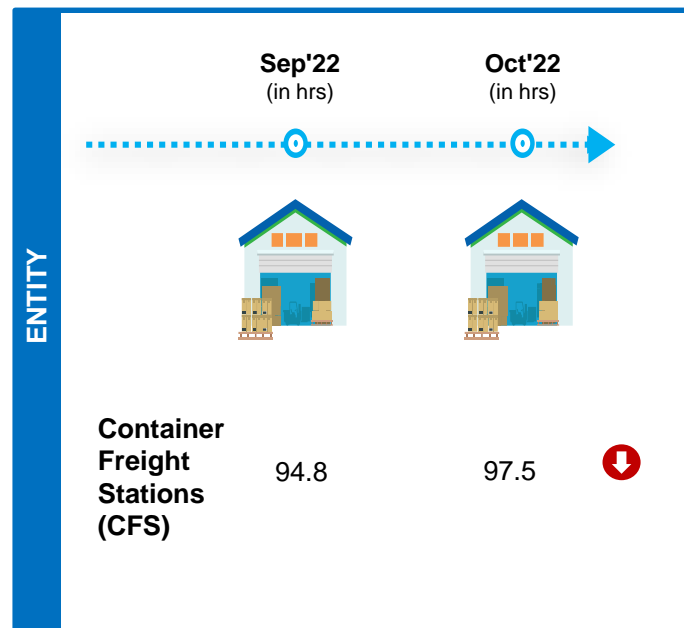 Sep'22
(in hrs)
Oct'22
(in hrs)
ENTITY
Container
Freight
Stations
(CFS)
94.8
97.5